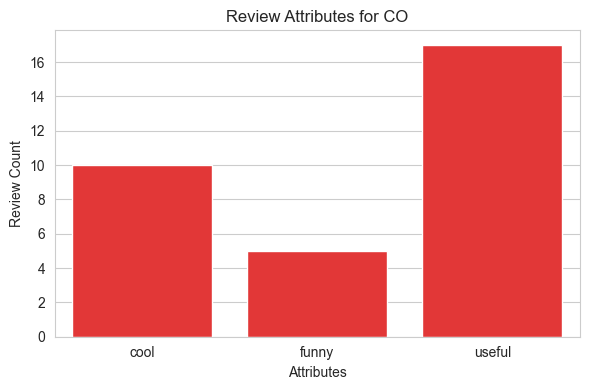 Review Attributes for CO
Review Count
16
14
12
10
8
6
4
2
0
cool
funny
useful
Attributes